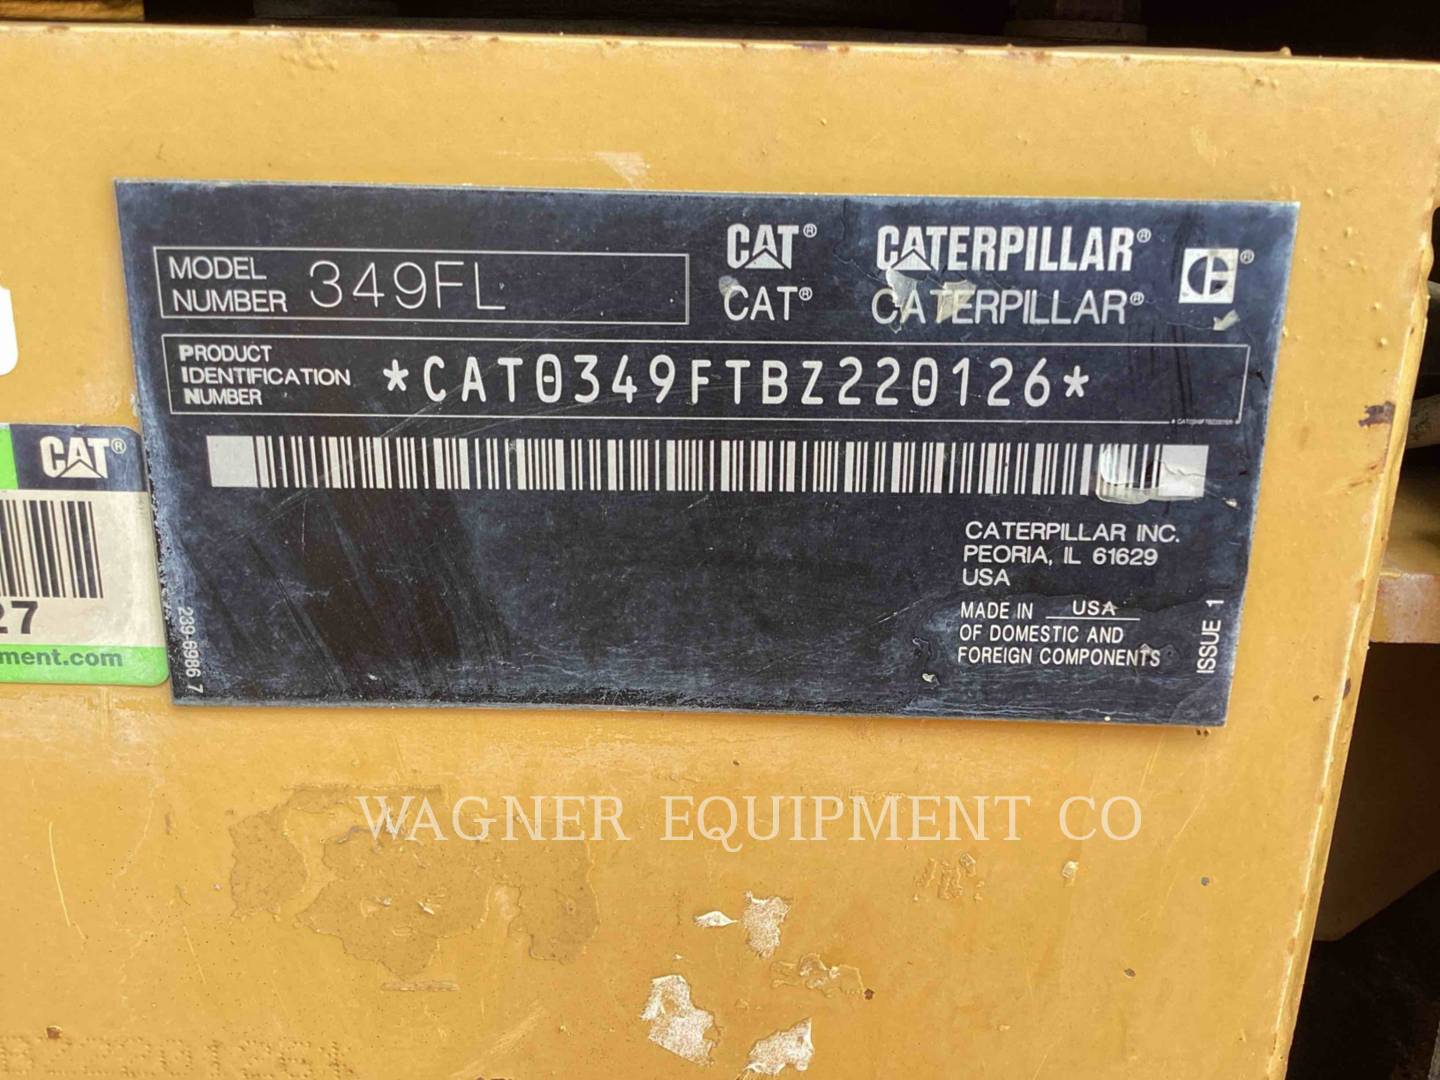 CAT® CATERPILLAR® ®
CAT® CATERPILLAR®
MODEL
NUMBER 349FL
PRODUCT
IDENTIFICATION
NUMBER *CAT0349FTBZ220126*
CATERPILLAR INC.
PEORIA, IL 61629
USA
MADE IN USA
OF DOMESTIC AND
FOREIGN COMPONENTS
ISSUE 1
239-6986 7
CAT®
27
ment.com
WAGNER EQUIPMENT CO
BZ220126*